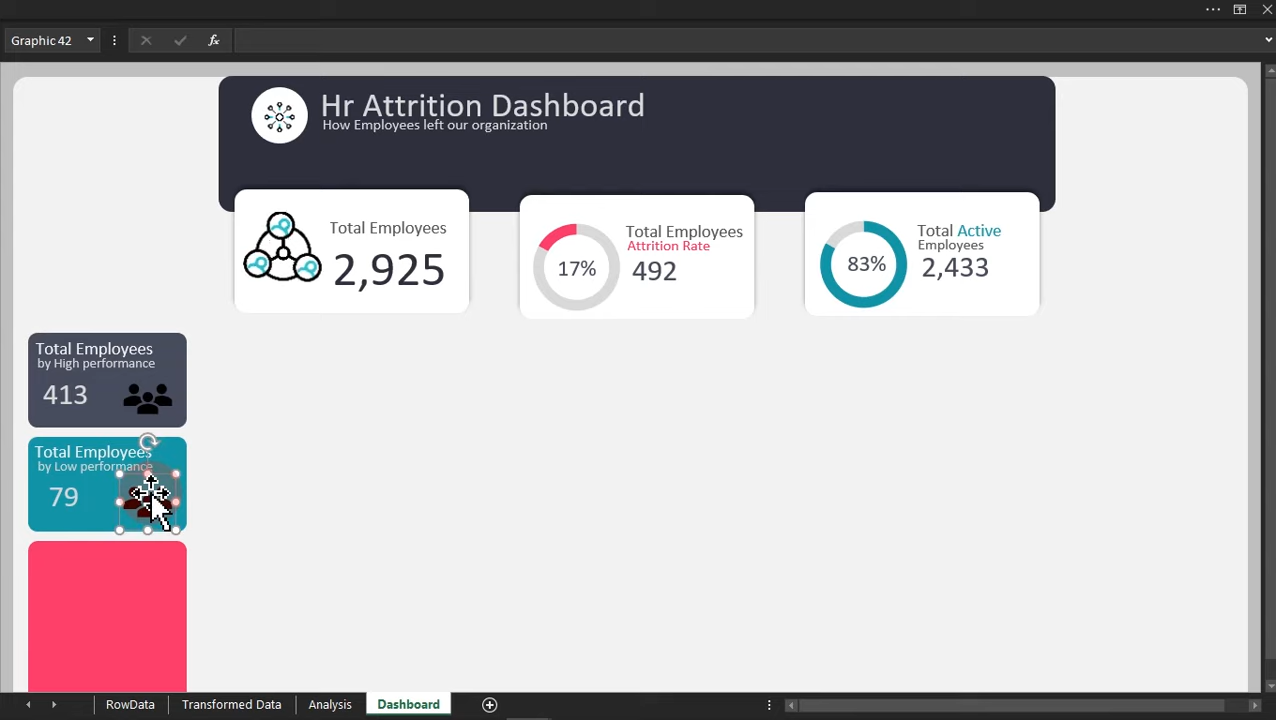 Graphic 42
fx
Hr Attrition Dashboard
How Employees left our organization
Total Employees
2,925
17%
Total Employees
Attrition Rate
492
83%
Total Active
Employees
2,433
Total Employees
by High performance
413
Total Employees
by Low performance
79
RowData
Transformed Data
Analysis
Dashboard